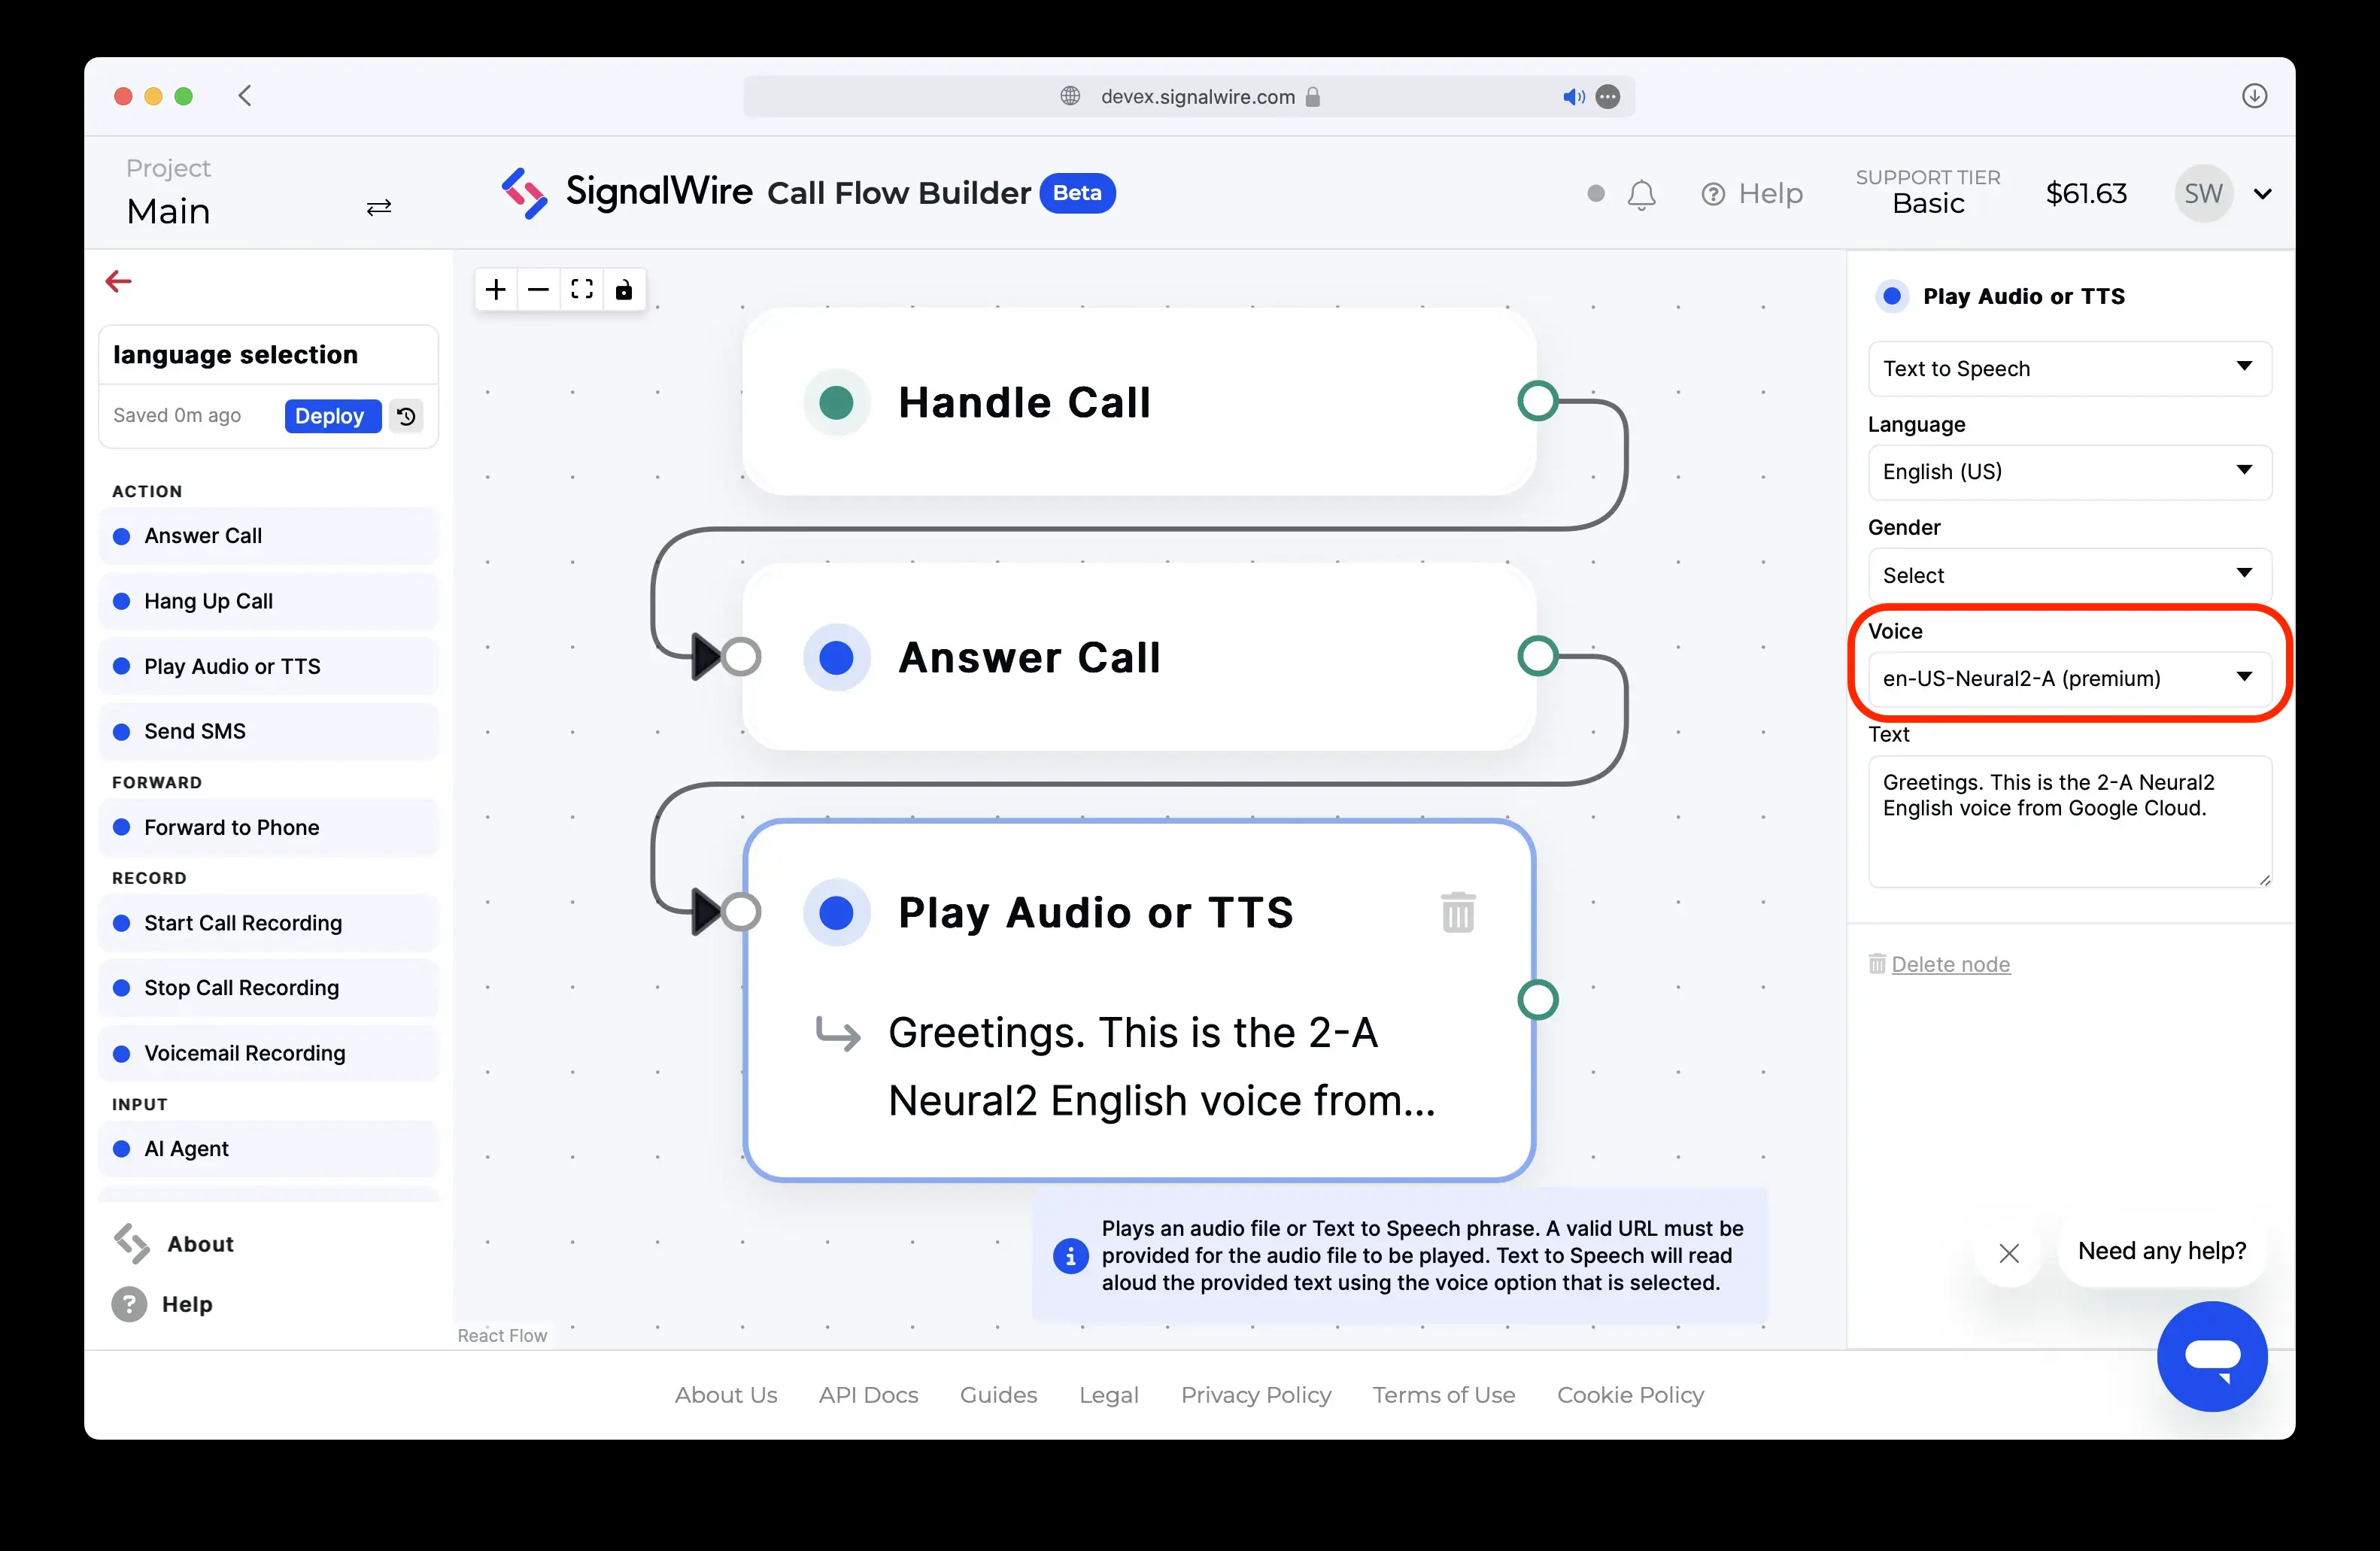 devex.signalwire.com
Project
Main
SignalWire Call Flow Builder Beta
Help
SUPPORT TIER
Basic
$61.63
SW
language selection
Saved 0m ago
Deploy
ACTION
Answer Call
Hang Up Call
Play Audio or TTS
Send SMS
FORWARD
Forward to Phone
RECORD
Start Call Recording
Stop Call Recording
Voicemail Recording
INPUT
AI Agent
About
Help
Handle Call
Answer Call
Play Audio or TTS
Greetings. This is the 2-A
Neural2 English voice from...
Plays an audio file or Text to Speech phrase. A valid URL must be
provided for the audio file to be played. Text to Speech will read
aloud the provided text using the voice option that is selected.
React Flow
Play Audio or TTS
Text to Speech
Language
English (US)
Gender
Select
Voice
en-US-Neural2-A (premium)
Text
Greetings. This is the 2-A Neural2
English voice from Google Cloud.
Delete node
Need any help?
About Us API Docs Guides Legal Privacy Policy Terms of Use Cookie Policy